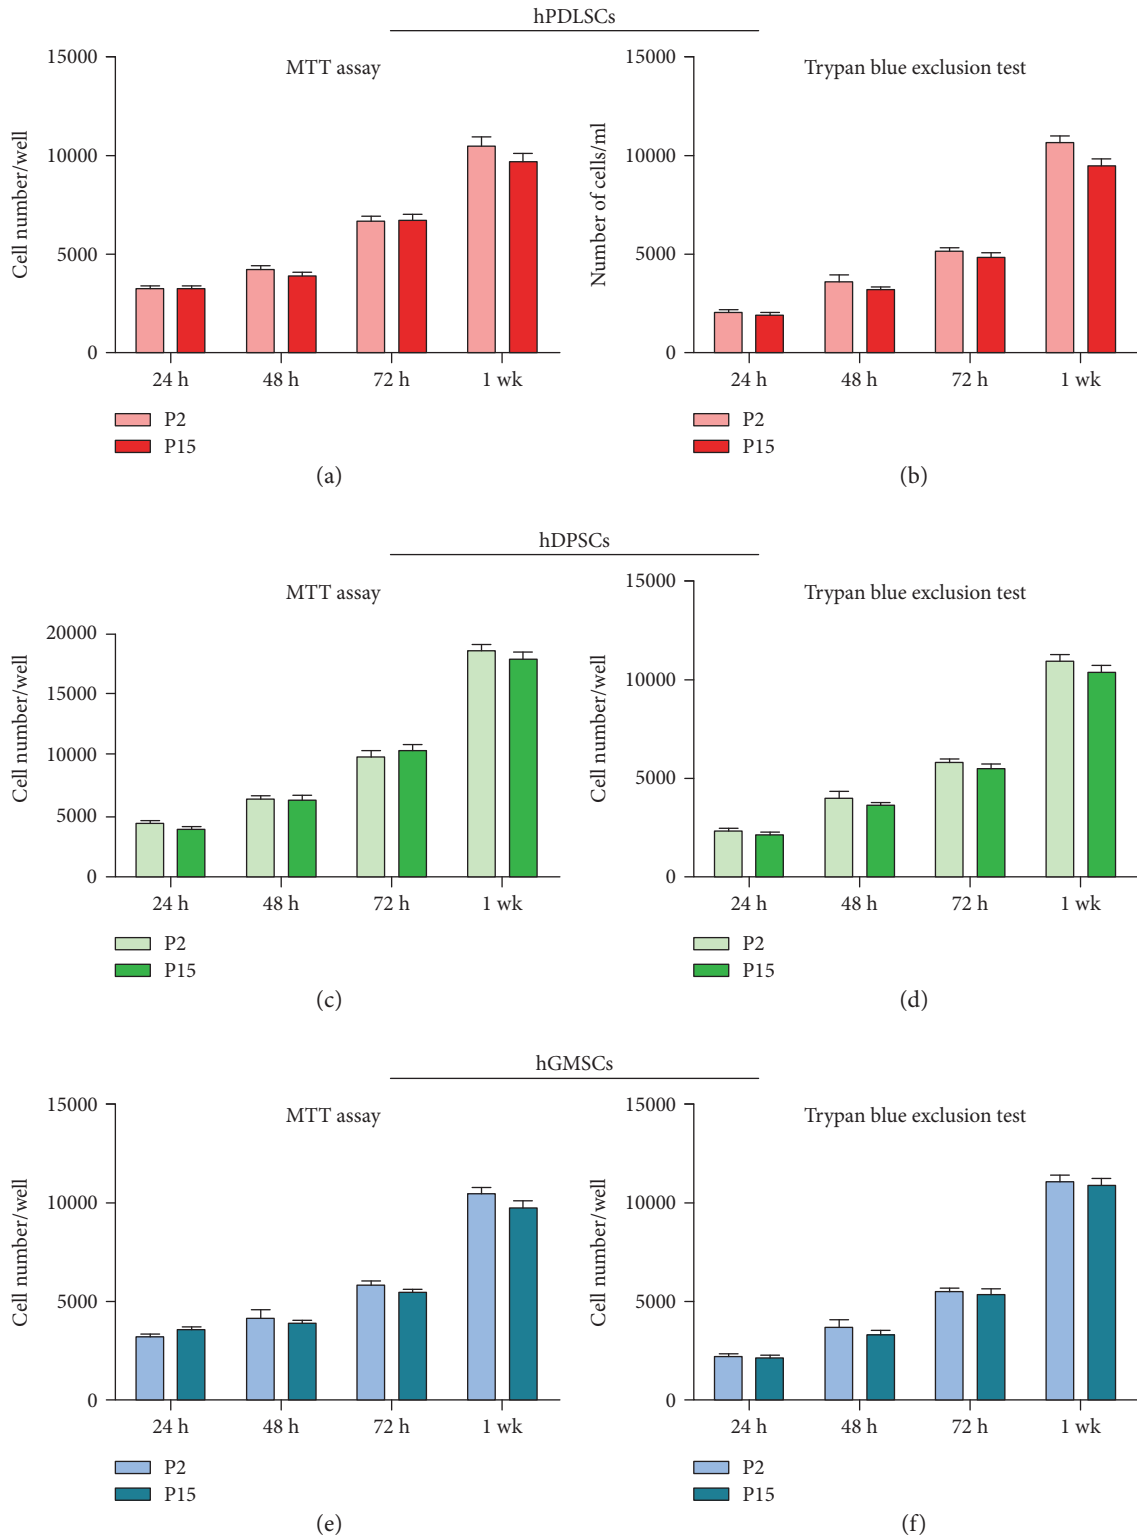 hPDLSCs
MTT assay
Cell number/well
15000
10000
5000
0
24 h 48 h 72 h 1 wk
P2
P15
(a)
Trypan blue exclusion test
Number of cells/ml
15000
10000
5000
0
24 h 48 h 72 h 1 wk
P2
P15
(b)
hDPSCs
MTT assay
Cell number/well
20000
15000
10000
5000
0
24 h 48 h 72 h 1 wk
P2
P15
(c)
Trypan blue exclusion test
Cell number/well
15000
10000
5000
0
24 h 48 h 72 h 1 wk
P2
P15
(d)
hGMSCs
MTT assay
Cell number/well
15000
10000
5000
0
24 h 48 h 72 h 1 wk
P2
P15
(e)
Trypan blue exclusion test
Cell number/well
15000
10000
5000
0
24 h 48 h 72 h 1 wk
P2
P15
(f)